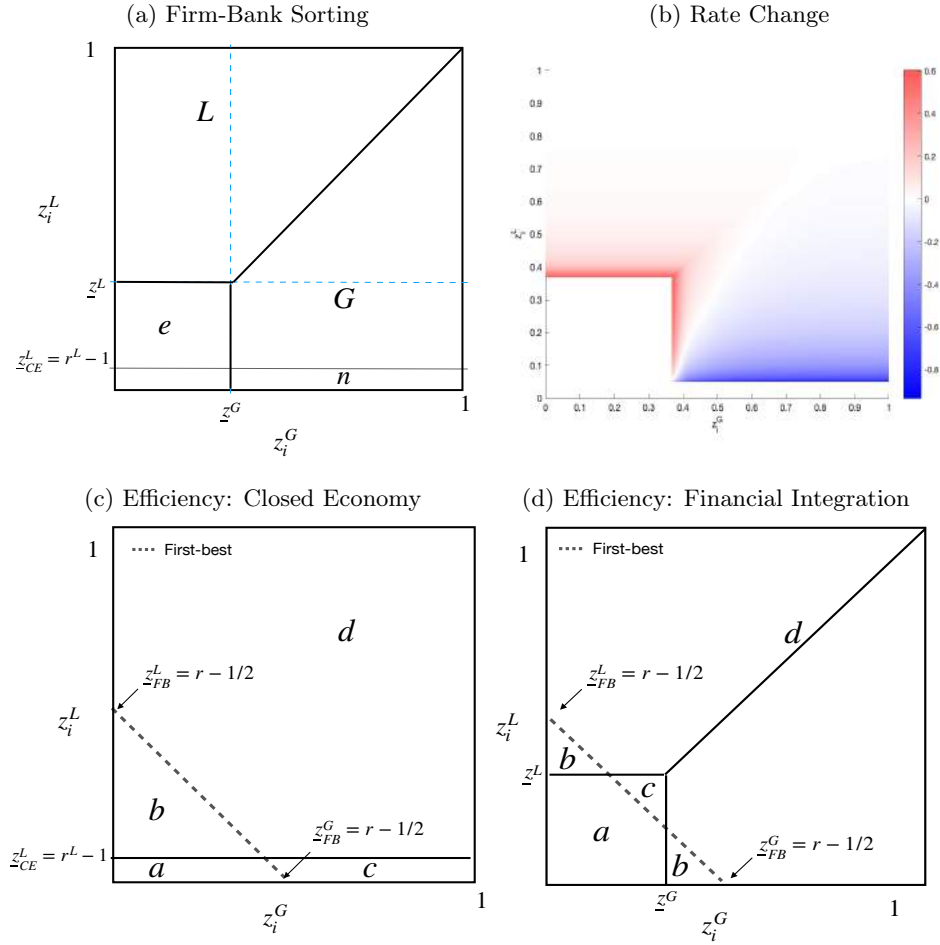 (a) Firm-Bank Sorting
1
L
z_i^L
z̲^L
G
e
z̲_CE^L = r^L − 1
n
z̲^G
1
z_i^G
(b) Rate Change
1
0.9
0.8
0.7
0.6
0.5
0.4
0.3
0.2
0.1
0
z_i^L
0
0.1
0.2
0.3
0.4
0.5
0.6
0.7
0.8
0.9
1
z_i^G
0.6
0.4
0.2
0
-0.2
-0.4
-0.6
-0.8
(c) Efficiency: Closed Economy
1
First-best
d
z̲_FB^L = r − 1/2
z_i^L
b
z̲_FB^G = r − 1/2
z̲_CE^L = r^L − 1
a
c
z_i^G
1
(d) Efficiency: Financial Integration
1
First-best
d
z̲_FB^L = r − 1/2
z_i^L
b
z̲^L
c
a
z̲_FB^G = r − 1/2
b
z̲^G
z_i^G
1